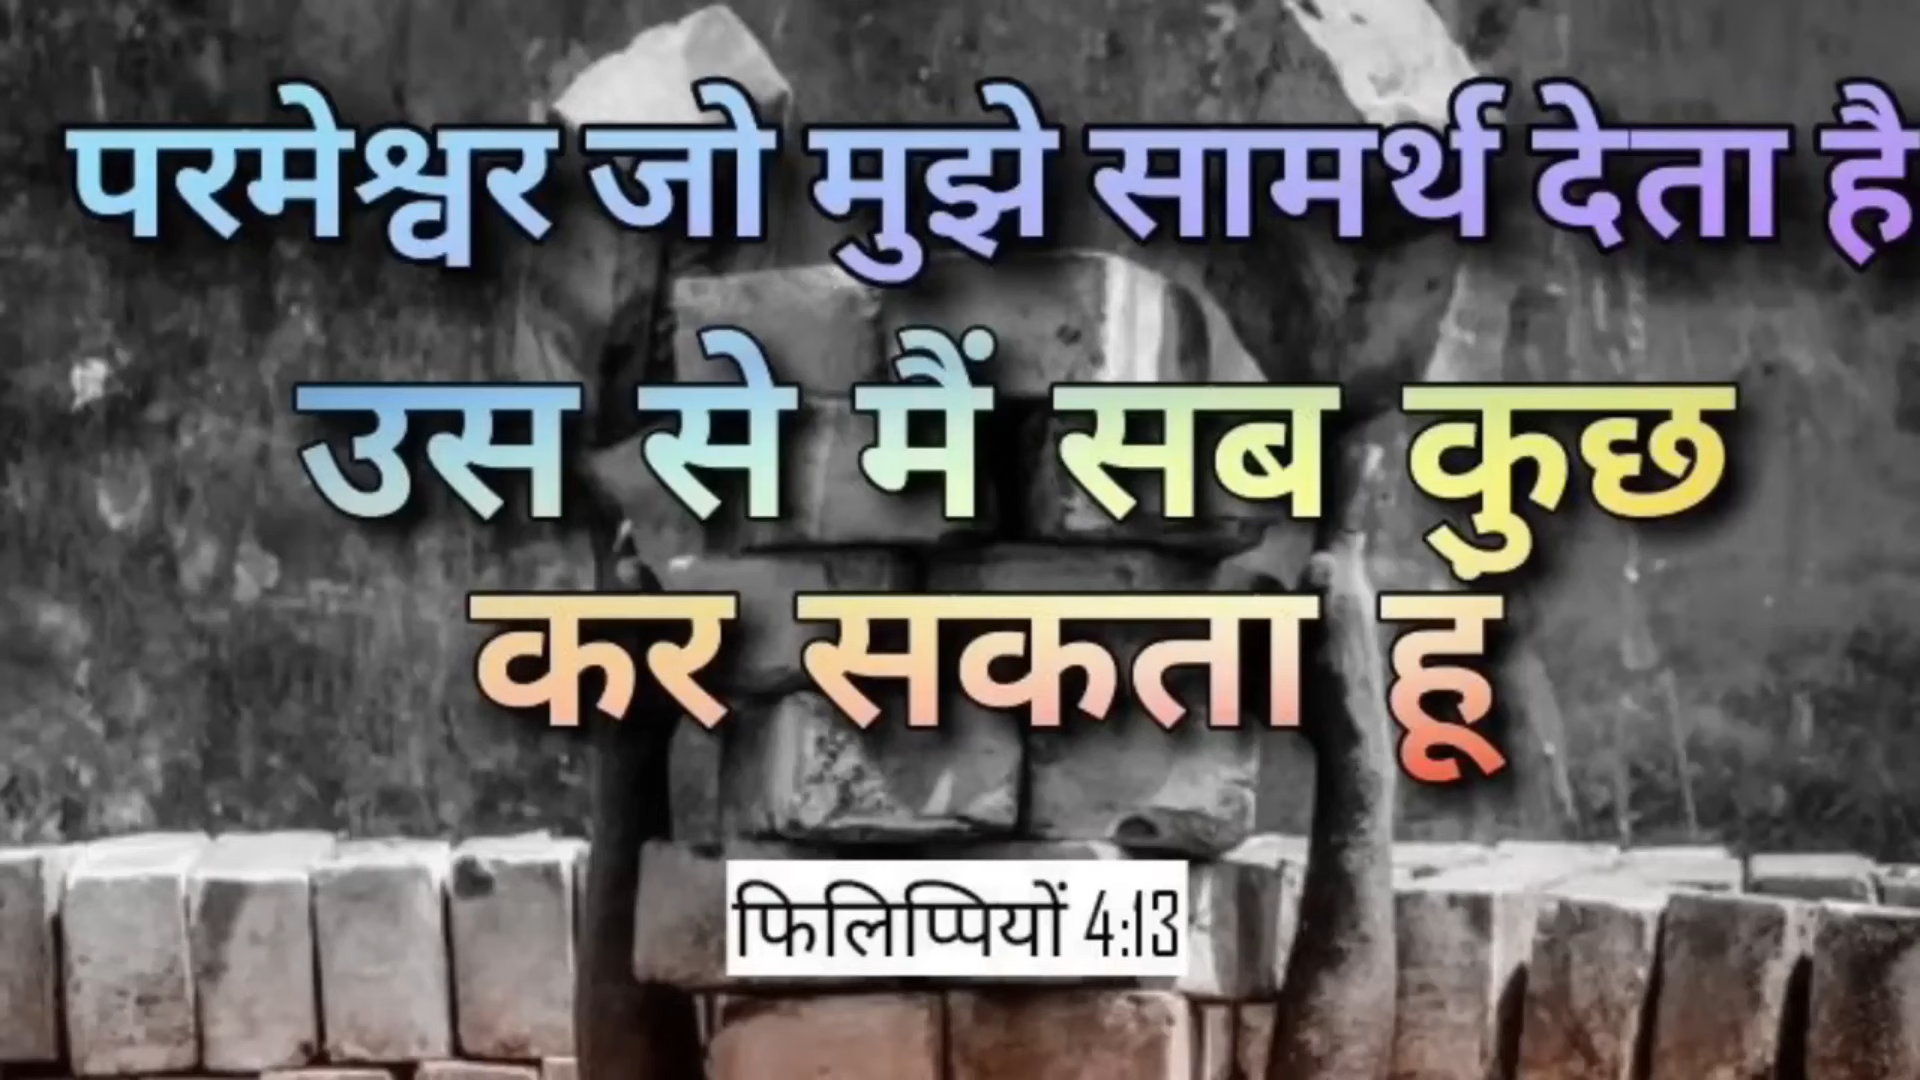 परमेश्वर जो मुझे सामर्थ देता है
उस से मैं सब कुछ
कर सकता हू
फिलिप्पियों 4:13